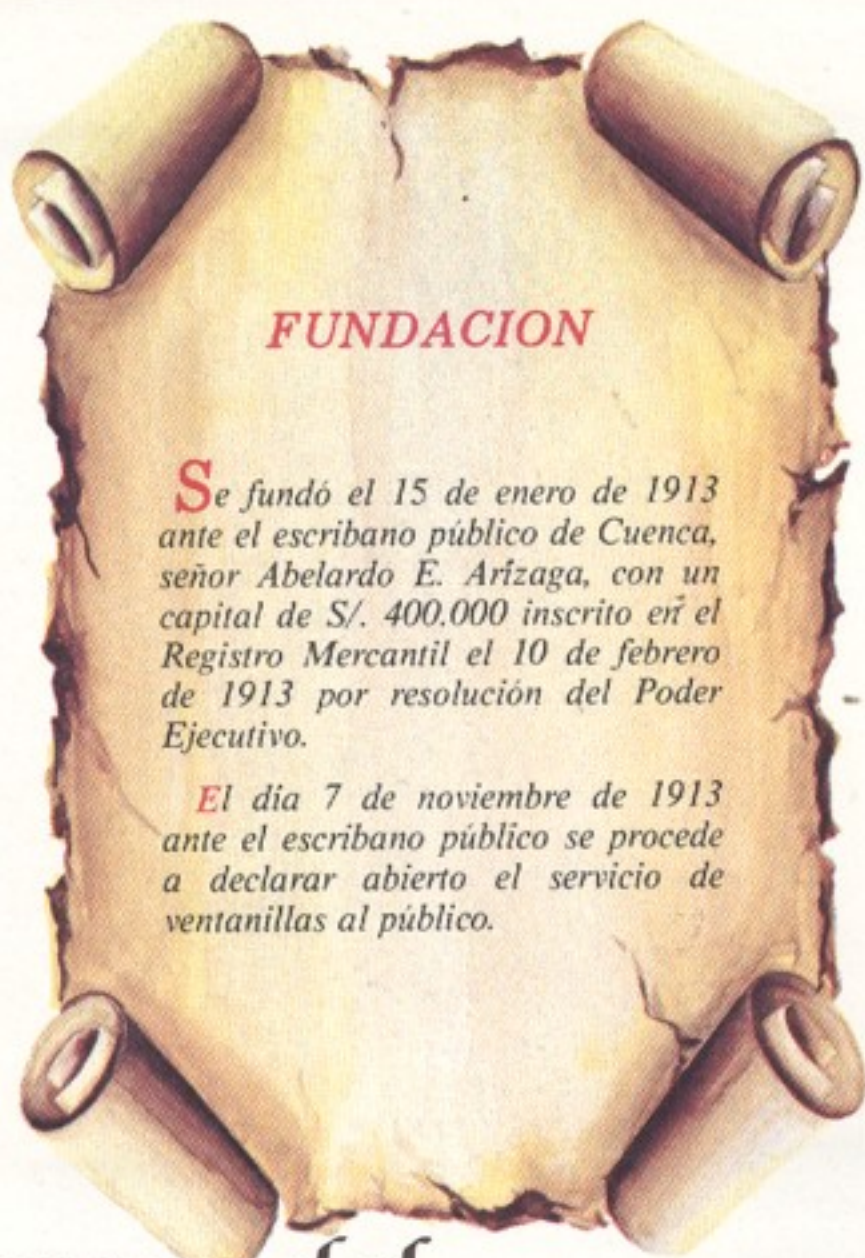 FUNDACION
Se fundó el 15 de enero de 1913
ante el escribano público de Cuenca,
señor Abelardo E. Arízaga, con un
capital de S/. 400.000 inscrito en el
Registro Mercantil el 10 de febrero
de 1913 por resolución del Poder
Ejecutivo.
El día 7 de noviembre de 1913
ante el escribano público se procede
a declarar abierto el servicio de
ventanillas al público.